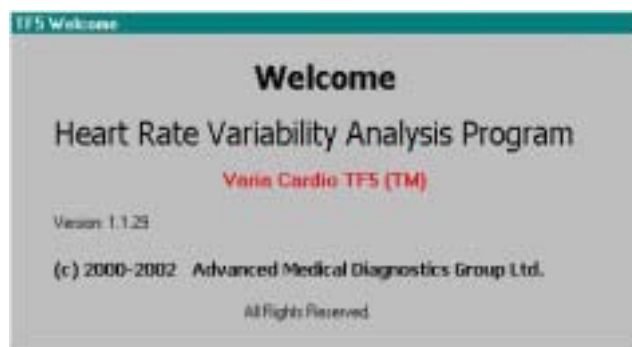 TF5 Welcome
Welcome
Heart Rate Variability Analysis Program
Varia Cardio TF5 (TM)
Version 1.1.29
(c) 2000-2002 Advanced Medical Diagnostics Group Ltd.
All Rights Reserved.